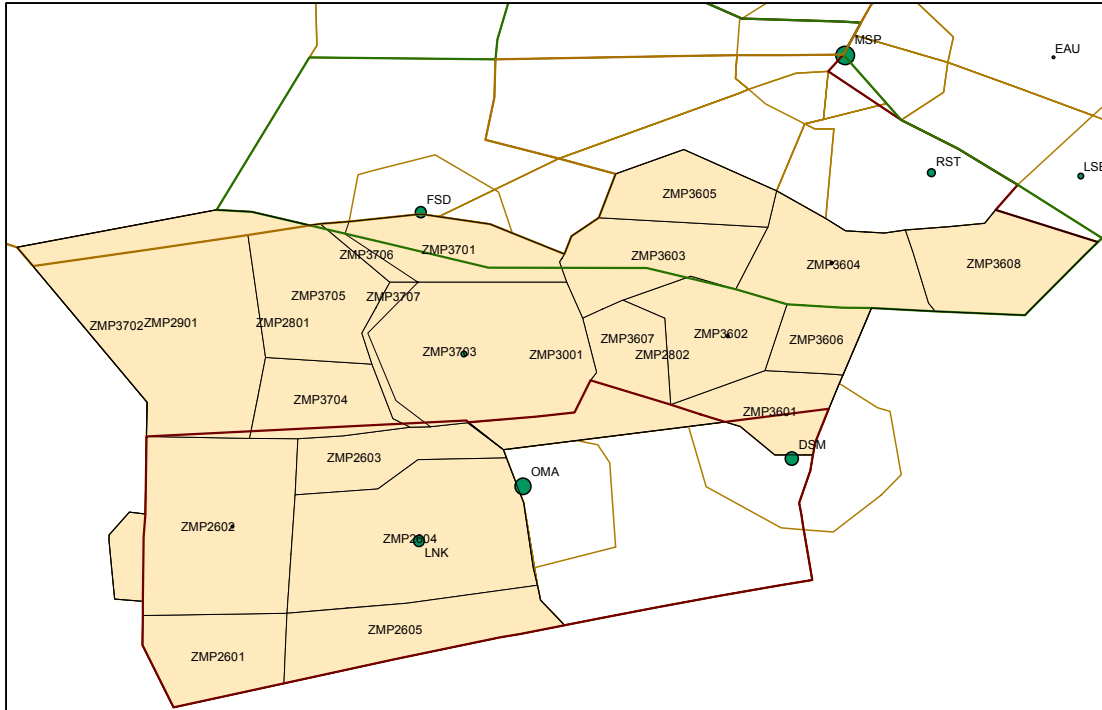 MSP
EAU
RST
LSE
ZMP3605
FSD
ZMP3706
ZMP3701
ZMP3603
ZMP3604
ZMP3608
ZMP3705
ZMP3707
ZMP3702
ZMP2901
ZMP2801
ZMP3607
ZMP3602
ZMP3606
ZMP3703
ZMP3001
ZMP2802
ZMP3704
ZMP3601
DSM
ZMP2603
OMA
ZMP2602
ZMP2604
LNK
ZMP2605
ZMP2601